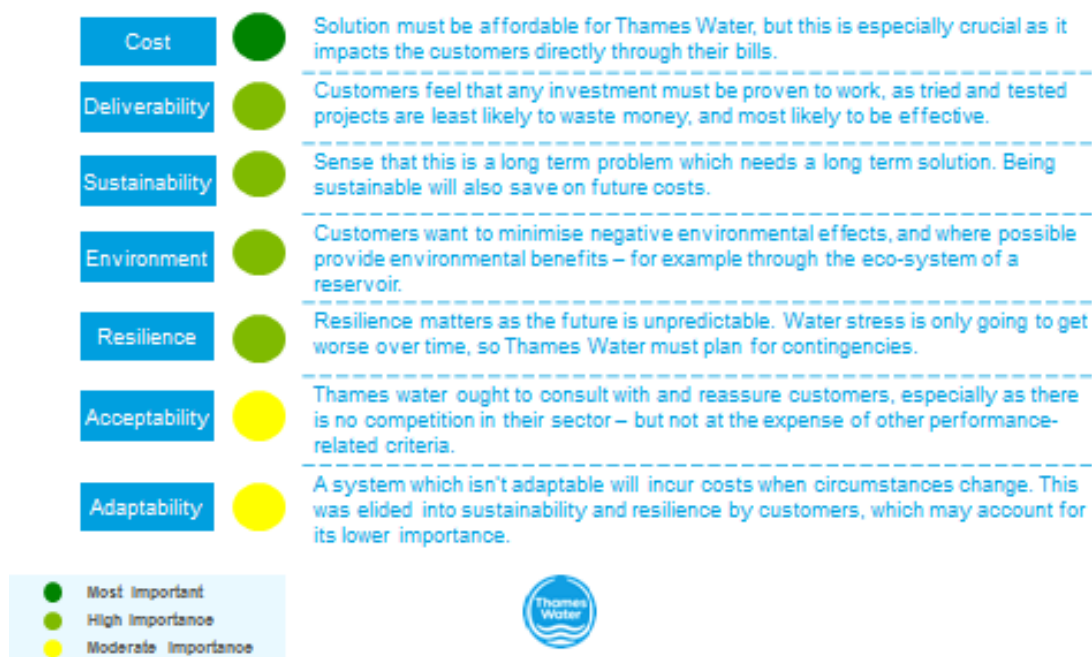 Cost
Solution must be affordable for Thames Water, but this is especially crucial as it
impacts the customers directly through their bills.
Deliverability
Customers feel that any investment must be proven to work, as tried and tested
projects are least likely to waste money, and most likely to be effective.
Sustainability
Sense that this is a long term problem which needs a long term solution. Being
sustainable will also save on future costs.
Environment
Customers want to minimise negative environmental effects, and where possible
provide environmental benefits – for example through the eco-system of a
reservoir.
Resilience
Resilience matters as the future is unpredictable. Water stress is only going to get
worse over time, so Thames Water must plan for contingencies.
Acceptability
Thames water ought to consult with and reassure customers, especially as there
is no competition in their sector – but not at the expense of other performance-
related criteria.
Adaptability
A system which isn't adaptable will incur costs when circumstances change. This
was elided into sustainability and resilience by customers, which may account for
its lower importance.
Most Important
High Importance
Moderate Importance
Thames
Water